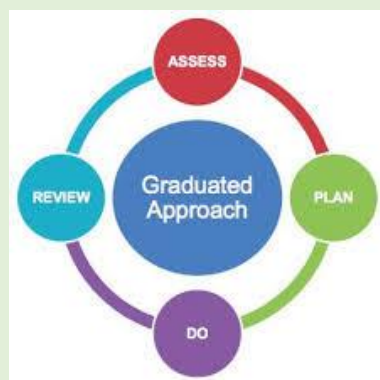 ASSESS
Graduated
Approach
REVIEW
PLAN
DO